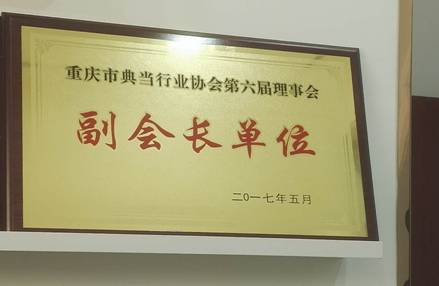 重庆市典当行业协会第六届理事会
副会长单位
二0一七年五月